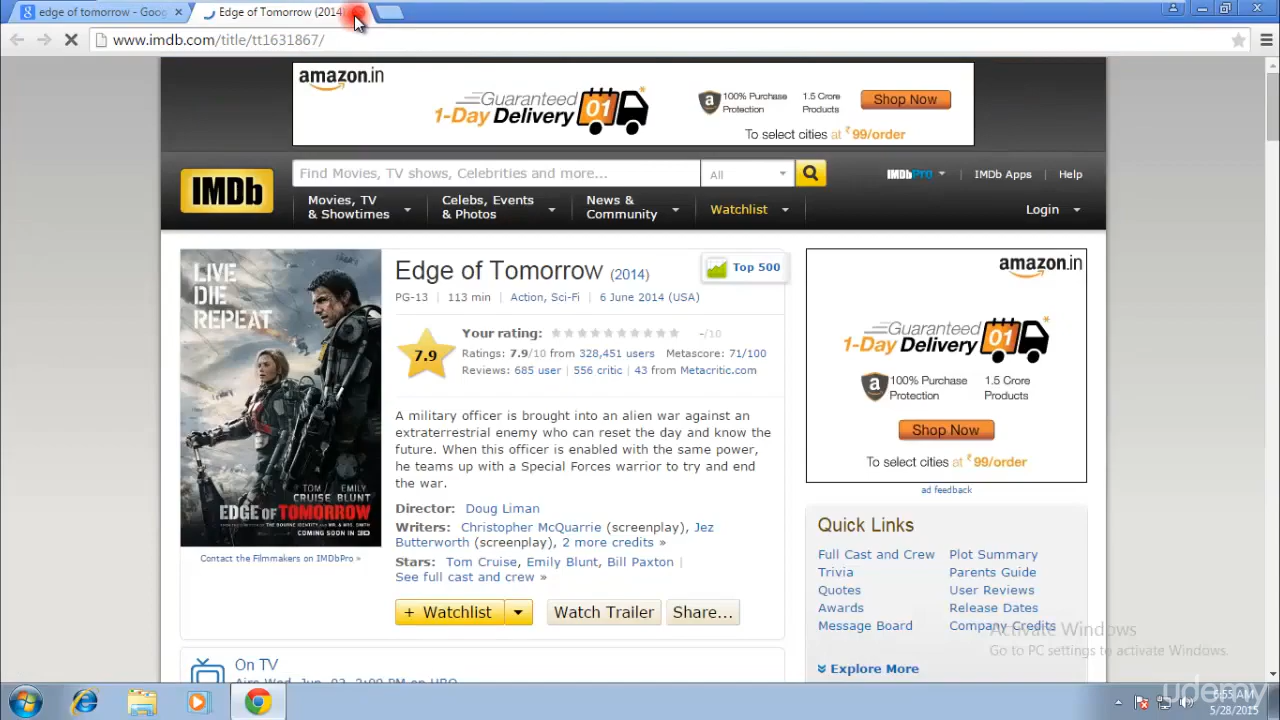 edge of tomorrow - Goog
Edge of Tomorrow (2014)
www.imdb.com/title/tt1631867/
amazon.in
Guaranteed
1-Day Delivery 01*
a 100% Purchase Protection
1.5 Crore Products
Shop Now
To select cities at ₹99/order
IMDb
Find Movies, TV shows, Celebrities and more...
All
IMDbPro
IMDb Apps
Help
Movies, TV
& Showtimes
Celebs, Events
& Photos
News &
Community
Watchlist
Login
LIVE
DIE
REPEAT
TOM CRUISE EMILY BLUNT
EDGE OF TOMORROW
COMING SOON IN 3D
Contact the Filmmakers on IMDbPro »
Edge of Tomorrow (2014)
Top 500
PG-13 | 113 min | Action, Sci-Fi | 6 June 2014 (USA)
7.9
Your rating: -/10
Ratings: 7.9/10 from 328,451 users Metascore: 71/100
Reviews: 685 user | 556 critic | 43 from Metacritic.com
A military officer is brought into an alien war against an
extraterrestrial enemy who can reset the day and know the
future. When this officer is enabled with the same power,
he teams up with a Special Forces warrior to try and end
the war.
Director: Doug Liman
Writers: Christopher McQuarrie (screenplay), Jez
Butterworth (screenplay), 2 more credits »
Stars: Tom Cruise, Emily Blunt, Bill Paxton |
See full cast and crew »
+ Watchlist
Watch Trailer
Share...
On TV
amazon.in
Guaranteed
1-Day Delivery 01*
a 100% Purchase Protection
1.5 Crore Products
Shop Now
To select cities at ₹99/order
ad feedback
Quick Links
Full Cast and Crew
Plot Summary
Trivia
Parents Guide
Quotes
User Reviews
Awards
Release Dates
Message Board
Company Credits
Explore More
Activate Windows
Go to PC settings to activate Windows.
udemy
6:55 AM
5/28/2015